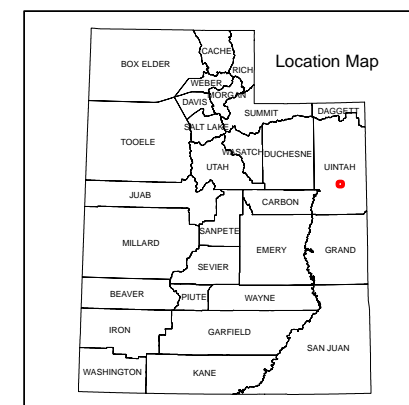 Location Map
CACHE
BOX ELDER
RICH
WEBER
MORGAN
DAVIS
SUMMIT
DAGGETT
SALT LAKE
TOOELE
WASATCH
DUCHESNE
UINTAH
UTAH
JUAB
CARBON
SANPETE
MILLARD
EMERY
GRAND
SEVIER
BEAVER
PIUTE
WAYNE
IRON
GARFIELD
SAN JUAN
WASHINGTON
KANE